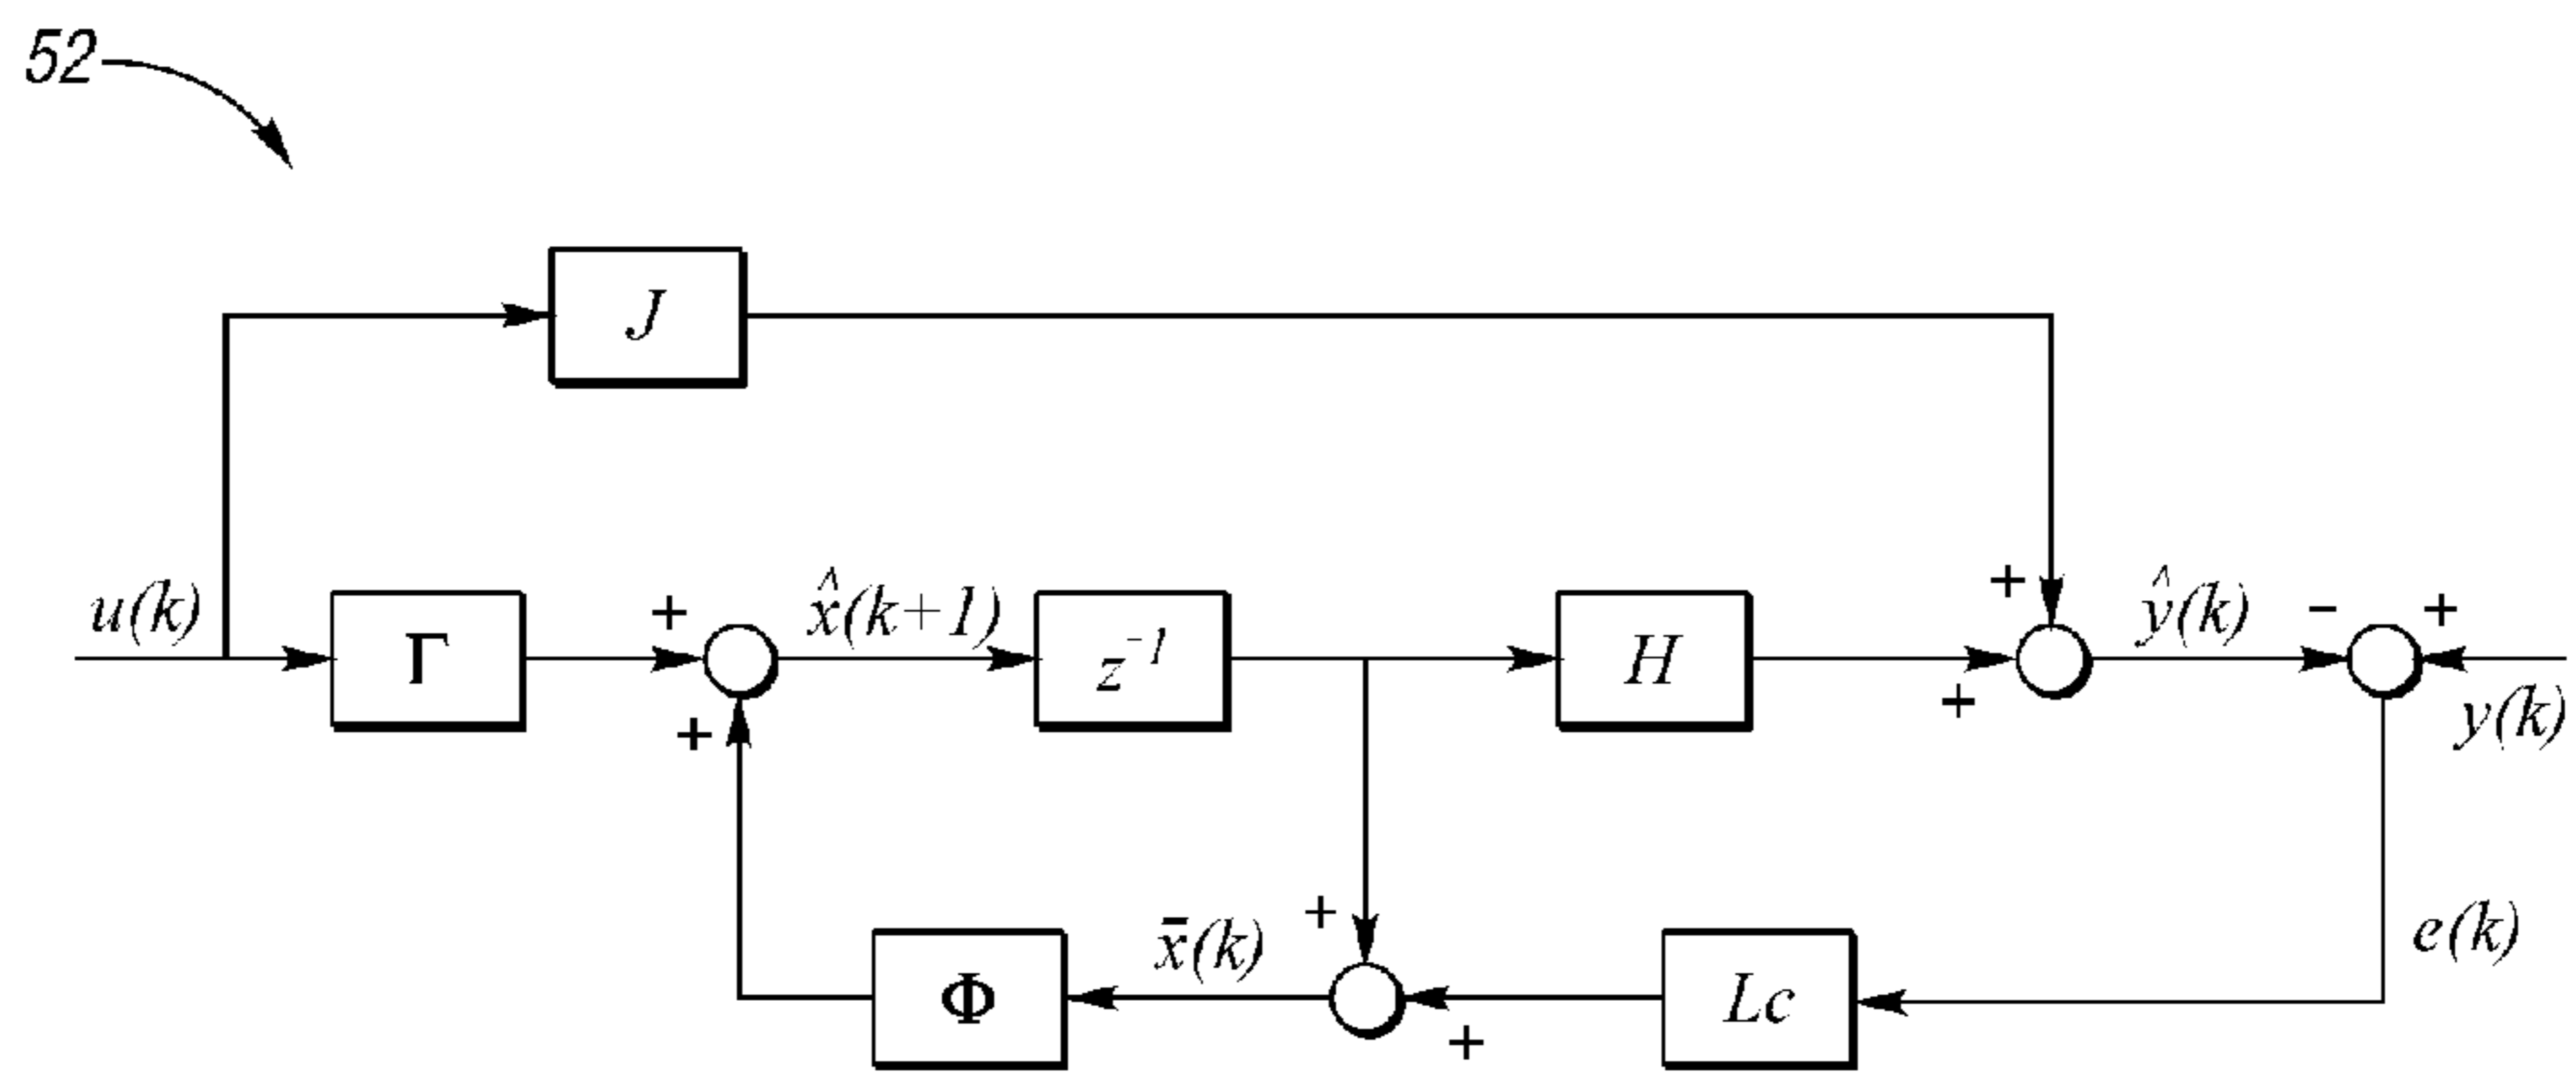 52
J
u(k)
Γ
+
+
x̂(k+1)
z⁻¹
H
+
+
ŷ(k)
-
+
y(k)
Φ
x̄(k)
+
+
Lc
e(k)